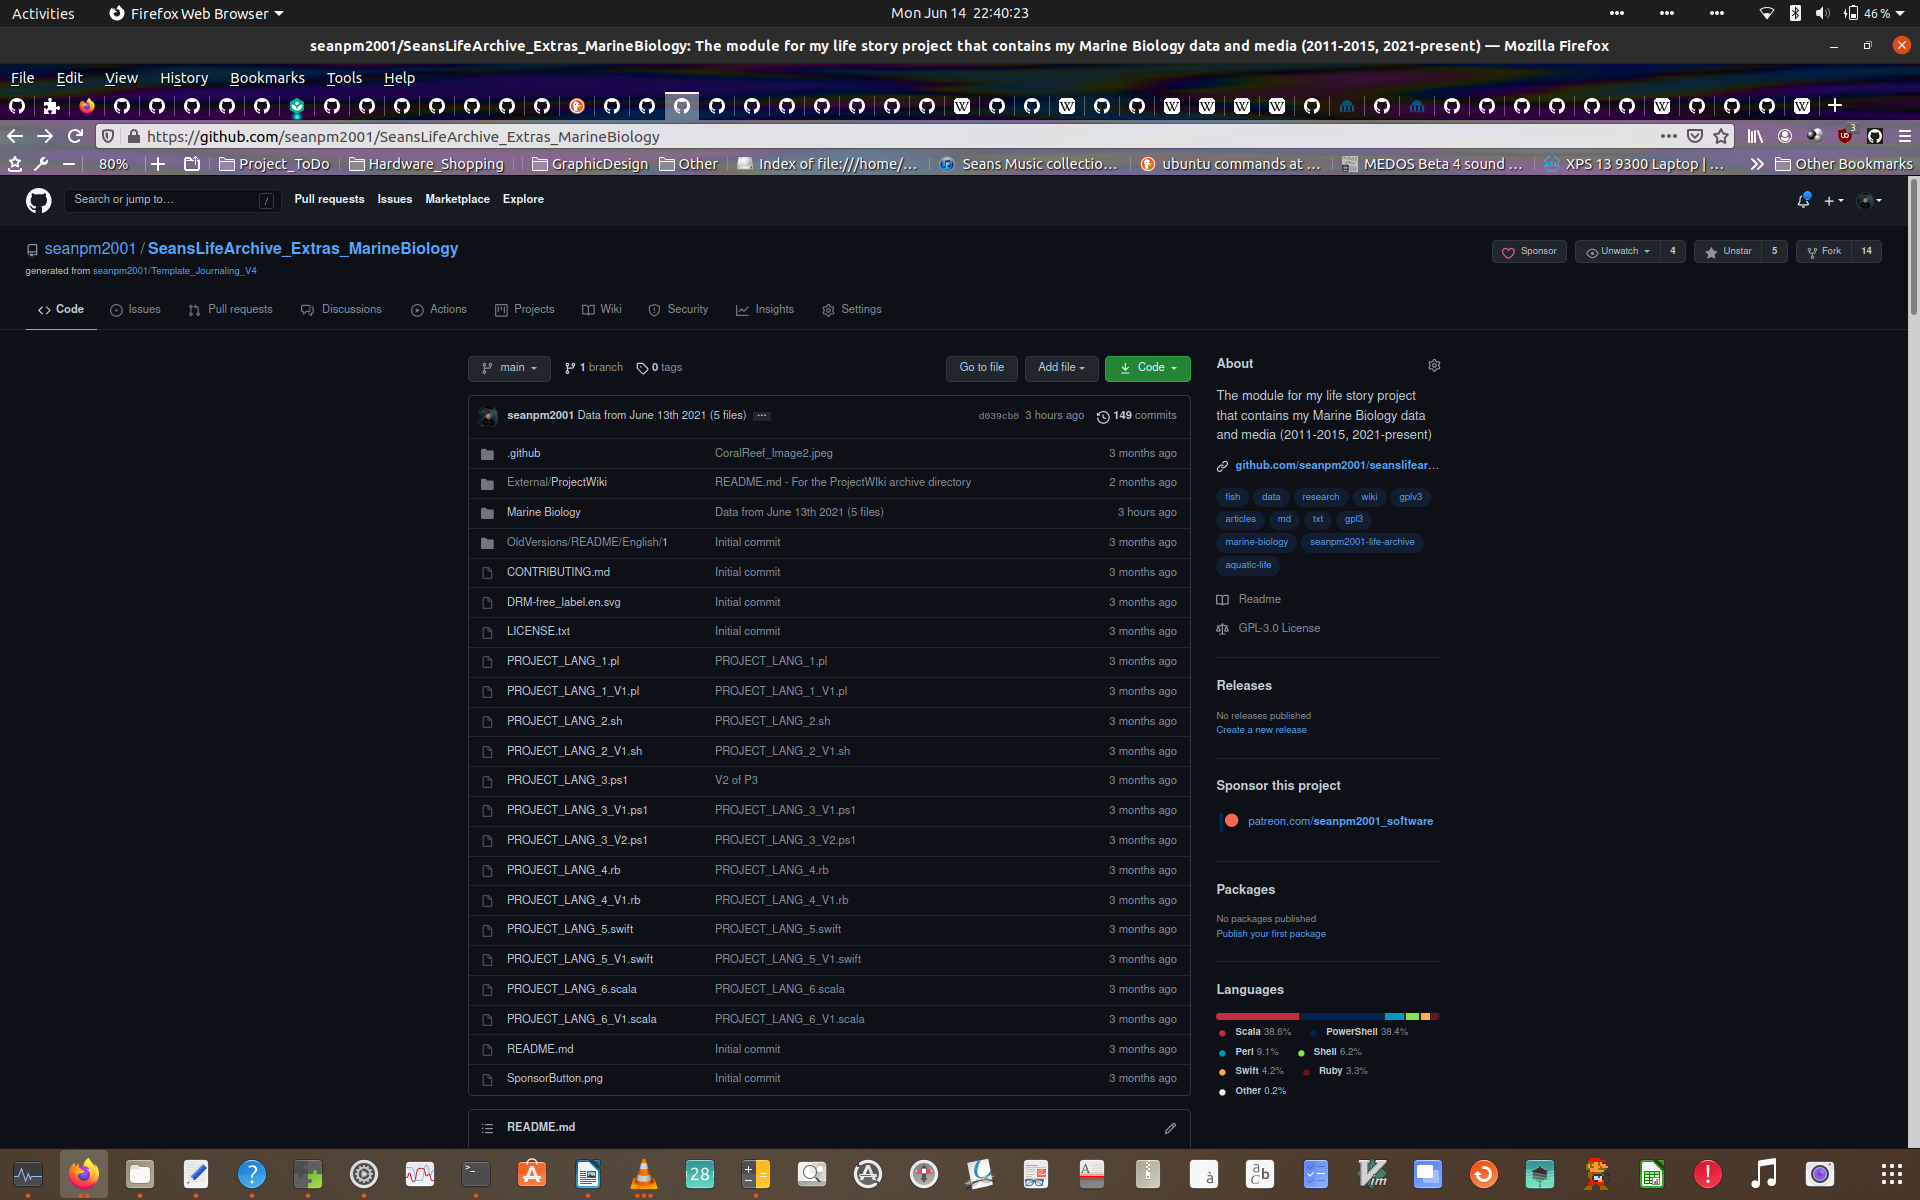 Activities Firefox Web Browser Mon Jun 14 22:40:23 46 %
seanpm2001/SeansLifeArchive_Extras_MarineBiology: The module for my life story project that contains my Marine Biology data and media (2011-2015, 2021-present) — Mozilla Firefox
File Edit View History Bookmarks Tools Help
https://github.com/seanpm2001/SeansLifeArchive_Extras_MarineBiology 3
80% Project_ToDo Hardware_Shopping GraphicDesign Other Index of file:///home/… Seans Music collectio… ubuntu commands at … MEDOS Beta 4 sound … XPS 13 9300 Laptop | … Other Bookmarks
Search or jump to… / Pull requests Issues Marketplace Explore
seanpm2001 / SeansLifeArchive_Extras_MarineBiology Sponsor Unwatch 4 Unstar 5 Fork 14
generated from seanpm2001/Template_Journaling_V4
Code Issues Pull requests Discussions Actions Projects Wiki Security Insights Settings
main 1 branch 0 tags Go to file Add file Code
seanpm2001 Data from June 13th 2021 (5 files) … d039cb0 3 hours ago 149 commits
.github CoralReef_Image2.jpeg 3 months ago
External/ProjectWiki README.md - For the ProjectWIki archive directory 2 months ago
Marine Biology Data from June 13th 2021 (5 files) 3 hours ago
OldVersions/README/English/1 Initial commit 3 months ago
CONTRIBUTING.md Initial commit 3 months ago
DRM-free_label.en.svg Initial commit 3 months ago
LICENSE.txt Initial commit 3 months ago
PROJECT_LANG_1.pl PROJECT_LANG_1.pl 3 months ago
PROJECT_LANG_1_V1.pl PROJECT_LANG_1_V1.pl 3 months ago
PROJECT_LANG_2.sh PROJECT_LANG_2.sh 3 months ago
PROJECT_LANG_2_V1.sh PROJECT_LANG_2_V1.sh 3 months ago
PROJECT_LANG_3.ps1 V2 of P3 3 months ago
PROJECT_LANG_3_V1.ps1 PROJECT_LANG_3_V1.ps1 3 months ago
PROJECT_LANG_3_V2.ps1 PROJECT_LANG_3_V2.ps1 3 months ago
PROJECT_LANG_4.rb PROJECT_LANG_4.rb 3 months ago
PROJECT_LANG_4_V1.rb PROJECT_LANG_4_V1.rb 3 months ago
PROJECT_LANG_5.swift PROJECT_LANG_5.swift 3 months ago
PROJECT_LANG_5_V1.swift PROJECT_LANG_5_V1.swift 3 months ago
PROJECT_LANG_6.scala PROJECT_LANG_6.scala 3 months ago
PROJECT_LANG_6_V1.scala PROJECT_LANG_6_V1.scala 3 months ago
README.md Initial commit 3 months ago
SponsorButton.png Initial commit 3 months ago
README.md
About
The module for my life story project
that contains my Marine Biology data
and media (2011-2015, 2021-present)
github.com/seanpm2001/seanslifear…
fish data research wiki gplv3
articles md txt gpl3
marine-biology seanpm2001-life-archive
aquatic-life
Readme
GPL-3.0 License
Releases
No releases published
Create a new release
Sponsor this project
patreon.com/seanpm2001_software
Packages
No packages published
Publish your first package
Languages
Scala 38.6% PowerShell 38.4%
Perl 9.1% Shell 6.2%
Swift 4.2% Ruby 3.3%
Other 0.2%
28